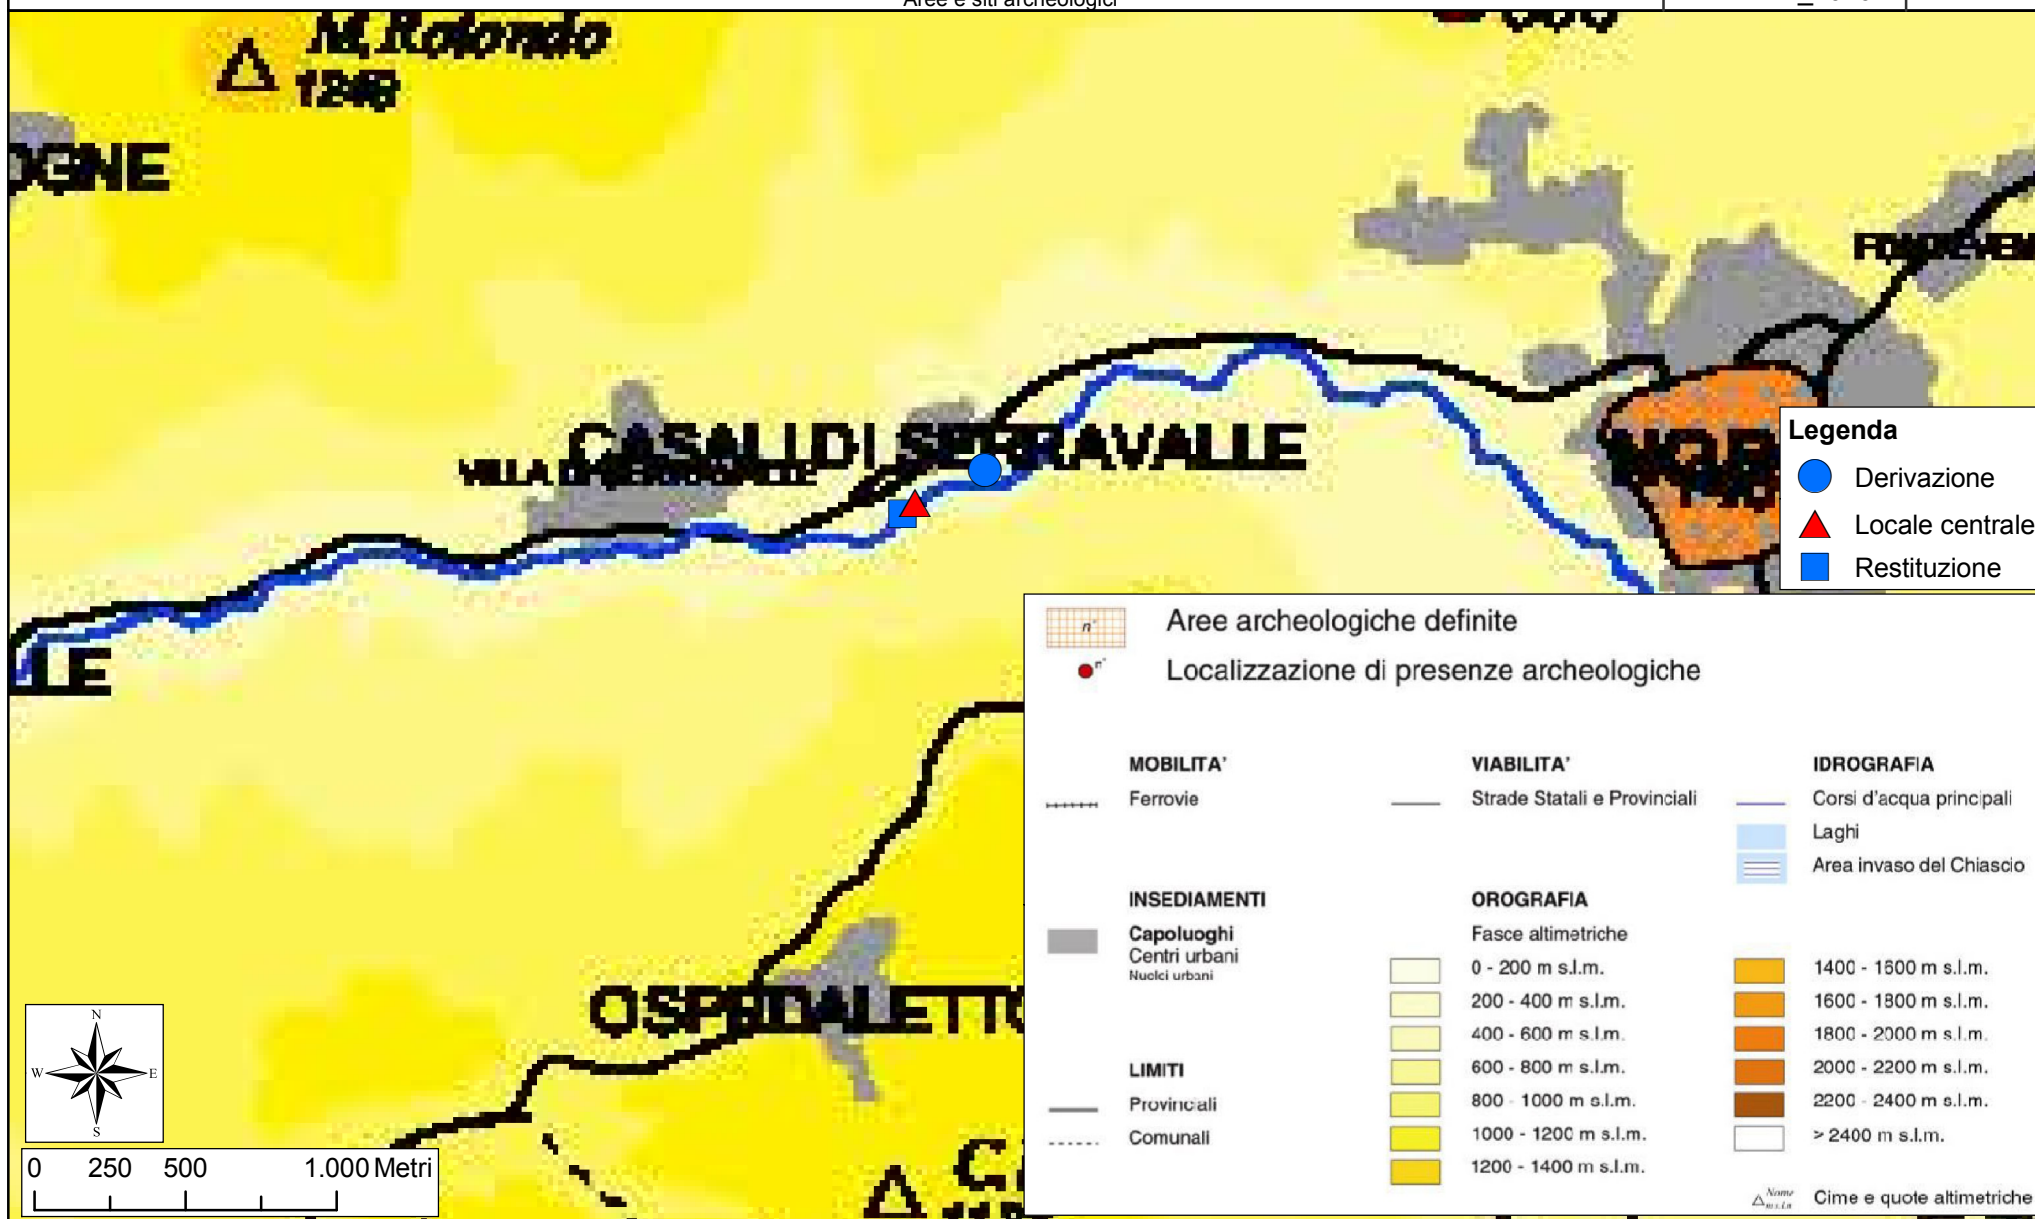 Aree e siti archeologici
M. Rotondo
1248
OGNE
CASALI DI SERRAVALLE
Legenda
Derivazione
Locale centrale
Restituzione
LE
n°
Aree archeologiche definite
n°
Localizzazione di presenze archeologiche
MOBILITA'
VIABILITA'
IDROGRAFIA
Ferrovie
Strade Statali e Provinciali
Corsi d'acqua principali
Laghi
Area invaso del Chiascio
INSEDIAMENTI
OROGRAFIA
Capoluoghi
Fasce altimetriche
Centri urbani
Nuclei urbani
0 - 200 m s.l.m.
1400 - 1600 m s.l.m.
200 - 400 m s.l.m.
1600 - 1800 m s.l.m.
400 - 600 m s.l.m.
1800 - 2000 m s.l.m.
LIMITI
600 - 800 m s.l.m.
2000 - 2200 m s.l.m.
Provinciali
800 - 1000 m s.l.m.
2200 - 2400 m s.l.m.
Comunali
1000 - 1200 m s.l.m.
> 2400 m s.l.m.
1200 - 1400 m s.l.m.
Nome
m s.l.m
Cime e quote altimetriche
OSPEDALETTO
N
W E
S
0 250 500 1.000 Metri